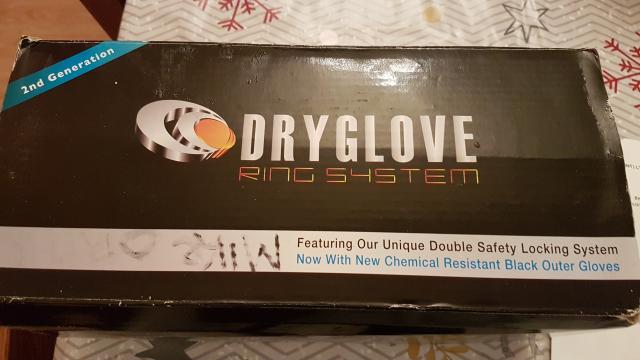 2nd Generation
DRYGLOVE
RING SYSTEM
Featuring Our Unique Double Safety Locking System
Now With New Chemical Resistant Black Outer Gloves